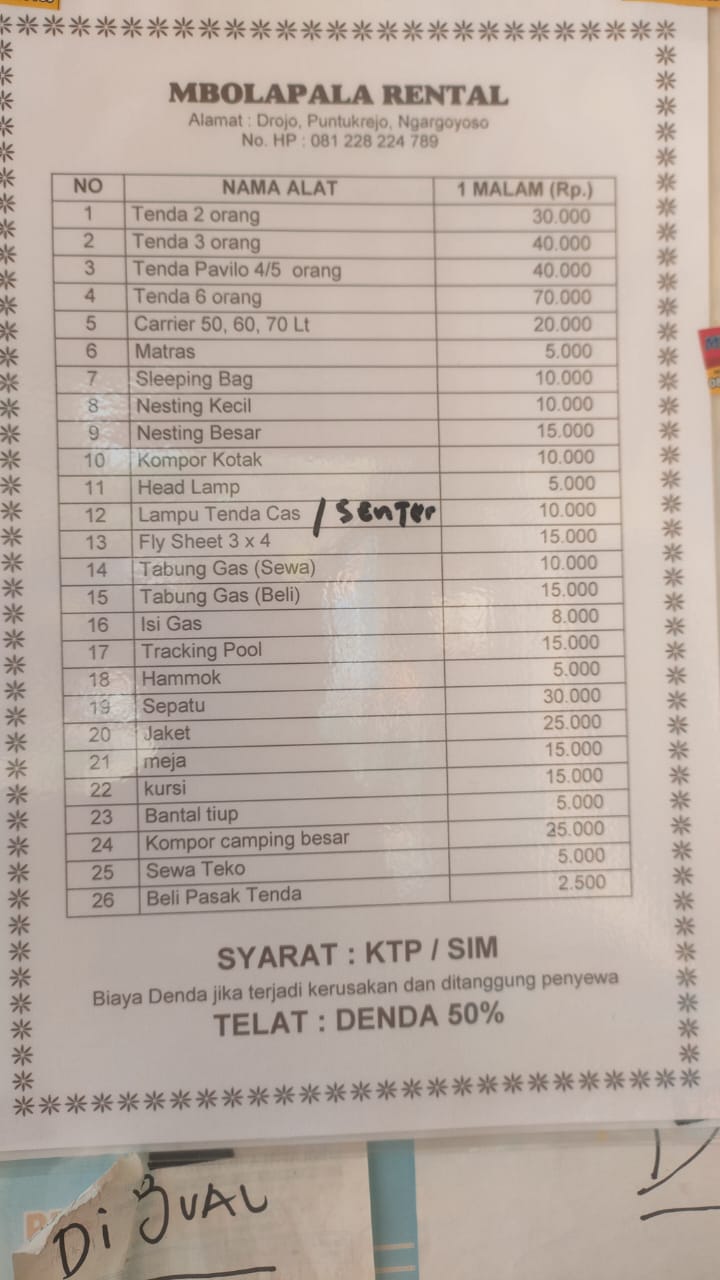 MBOLAPALA RENTAL
Alamat : Drojo, Puntukrejo, Ngargoyoso
No. HP : 081 228 224 789
NO NAMA ALAT 1 MALAM (Rp.)
1 Tenda 2 orang 30.000
2 Tenda 3 orang 40.000
3 Tenda Pavilo 4/5 orang 40.000
4 Tenda 6 orang 70.000
5 Carrier 50, 60, 70 Lt 20.000
6 Matras 5.000
7 Sleeping Bag 10.000
8 Nesting Kecil 10.000
9 Nesting Besar 15.000
10 Kompor Kotak 10.000
11 Head Lamp 5.000
12 Lampu Tenda Cas / SENTER 10.000
13 Fly Sheet 3 x 4 15.000
14 Tabung Gas (Sewa) 10.000
15 Tabung Gas (Beli) 15.000
16 Isi Gas 8.000
17 Tracking Pool 15.000
18 Hammok 5.000
19 Sepatu 30.000
20 Jaket 25.000
21 meja 15.000
22 kursi 15.000
23 Bantal tiup 5.000
24 Kompor camping besar 25.000
25 Sewa Teko 5.000
26 Beli Pasak Tenda 2.500
SYARAT : KTP / SIM
Biaya Denda jika terjadi kerusakan dan ditanggung penyewa
TELAT : DENDA 50%
Di JUAL